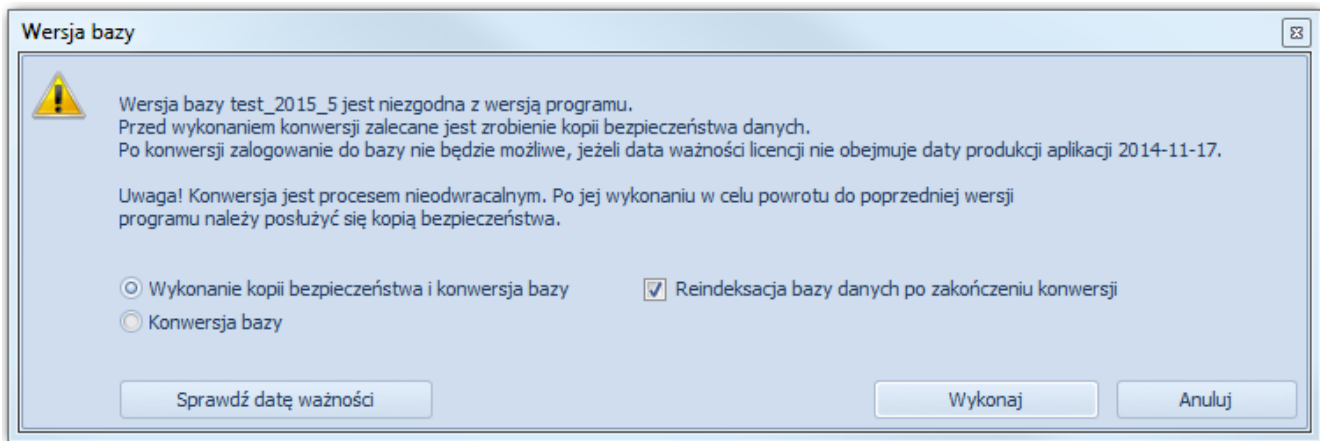 Wersja bazy
Wersja bazy test_2015_5 jest niezgodna z wersją programu.
Przed wykonaniem konwersji zalecane jest zrobienie kopii bezpieczeństwa danych.
Po konwersji zalogowanie do bazy nie będzie możliwe, jeżeli data ważności licencji nie obejmuje daty produkcji aplikacji 2014-11-17.
Uwaga! Konwersja jest procesem nieodwracalnym. Po jej wykonaniu w celu powrotu do poprzedniej wersji
programu należy posłużyć się kopią bezpieczeństwa.
Wykonanie kopii bezpieczeństwa i konwersja bazy
Reindeksacja bazy danych po zakończeniu konwersji
Konwersja bazy
Sprawdź datę ważności
Wykonaj
Anuluj